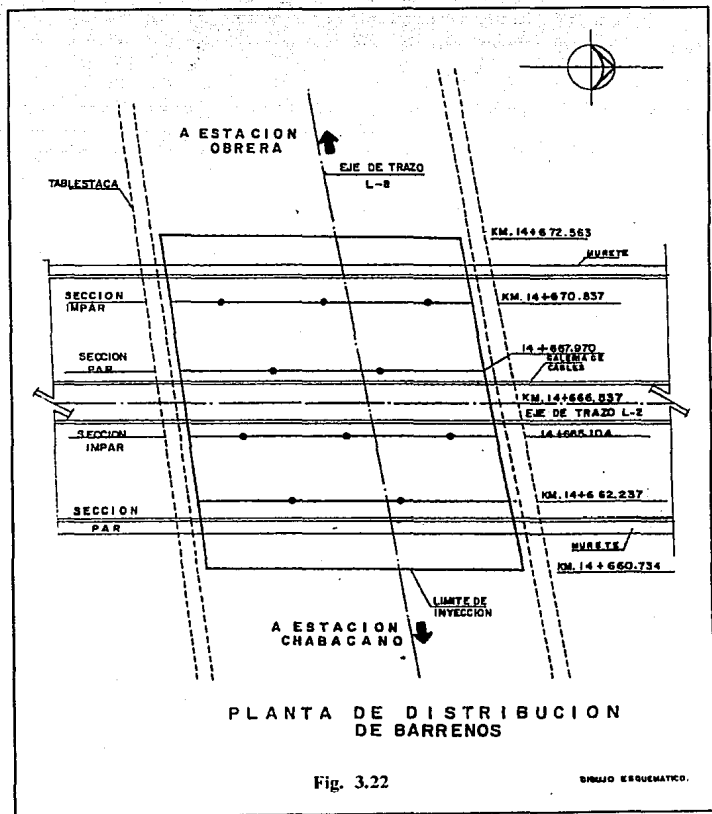 A ESTACION
OBRERA
EJE DE TRAZO
L-8
TABLESTACA
KM. 14+672.563
MURETE
SECCION
IMPAR
KM. 14+670.837
SECCION
PAR
14+667.970
GALERIA DE
CABLES
KM. 14+666.837
EJE DE TRAZO L-2
SECCION
IMPAR
14+665.104
KM. 14+662.237
SECCION
PAR
MURETE
KM. 14+660.734
LIMITE DE
INYECCION
A ESTACION
CHABACANO
PLANTA DE DISTRIBUCION
DE BARRENOS
Fig. 3.22
DIBUJO ESQUEMATICO.